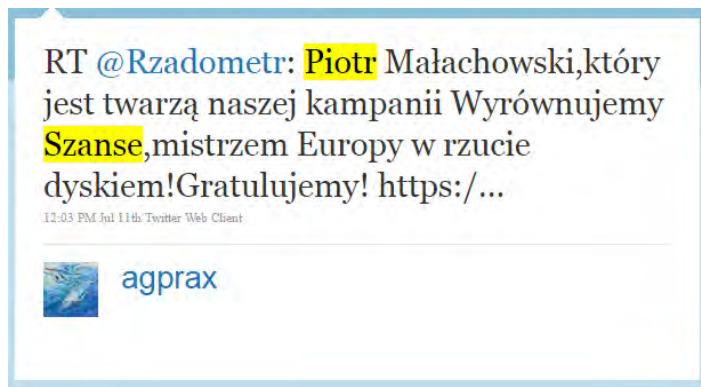 RT @Rzadometr: Piotr Małachowski,który
jest twarzą naszej kampanii Wyrównujemy
Szanse,mistrzem Europy w rzucie
dyskiem!Gratulujemy! https:/...
12:03 PM Jul 11th Twitter Web Client
agprax